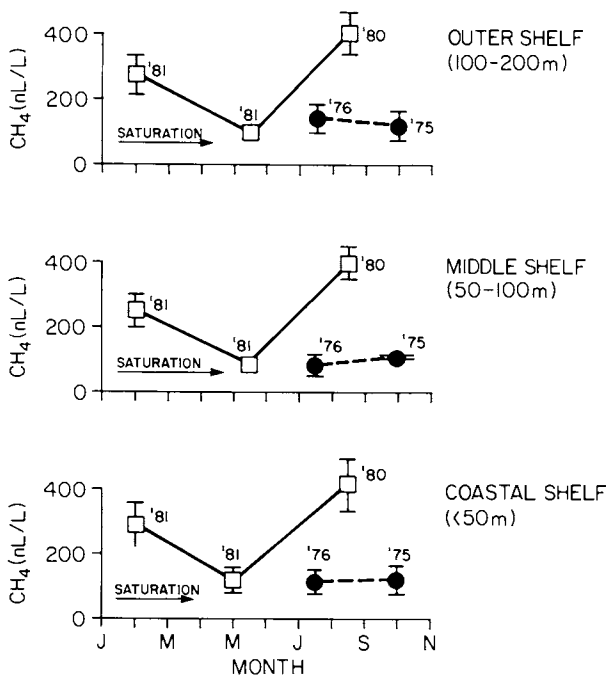 400
200
0
CH₄(nL/L)
'81
'81
'80
'76
'75
SATURATION
OUTER SHELF
(100-200m)
400
200
0
CH₄(nL/L)
'81
'81
'80
'76
'75
SATURATION
MIDDLE SHELF
(50-100m)
400
200
0
CH₄(nL/L)
'81
'81
'80
'76
'75
SATURATION
COASTAL SHELF
(<50m)
J M M J S N
MONTH